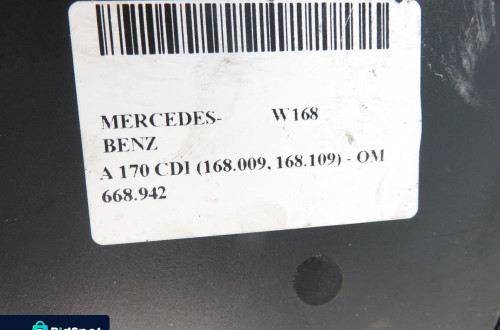 MERCEDES- W168
BENZ
A 170 CDI (168.009, 168.109) - OM
668.942